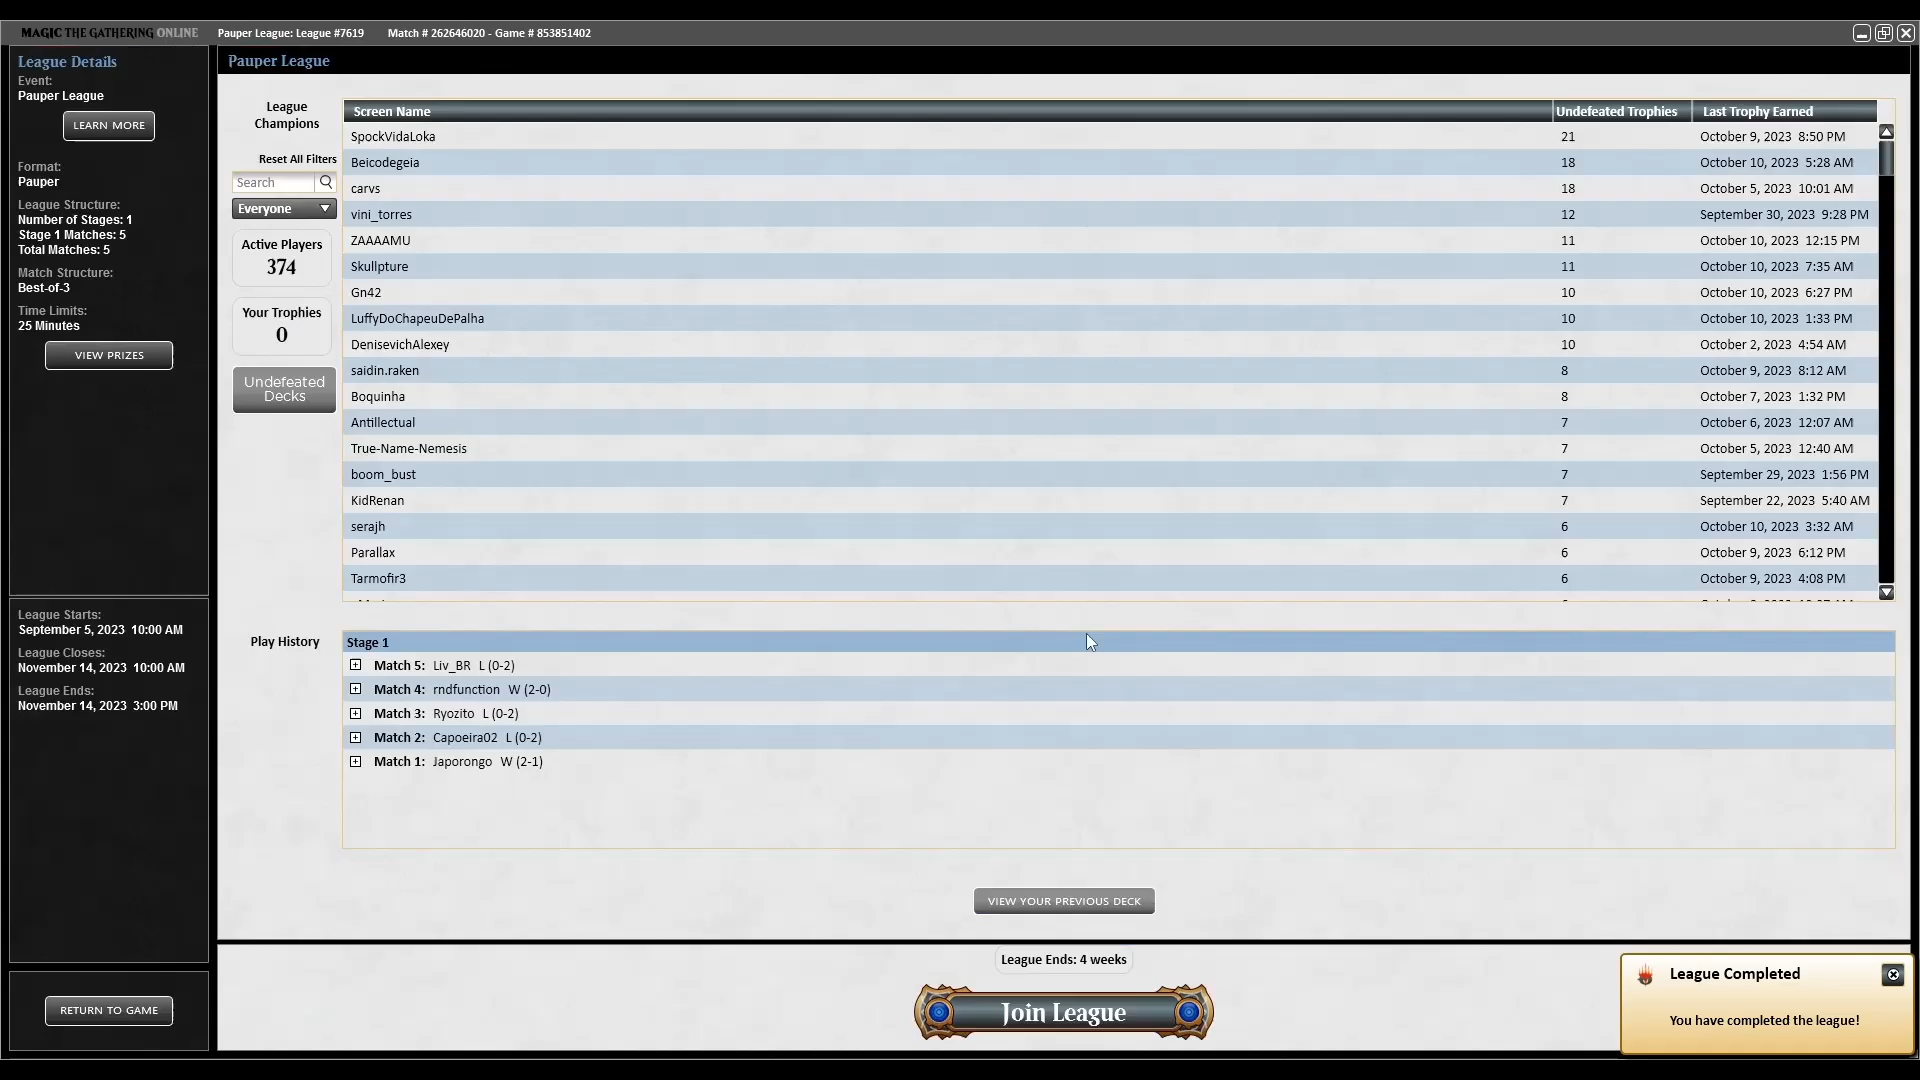 MAGIC THE GATHERING ONLINE
Pauper League: League #7619
Match # 262646020 - Game # 853851402
League Details
Event:
Pauper League
LEARN MORE
Format:
Pauper
League Structure:
Number of Stages: 1
Stage 1 Matches: 5
Total Matches: 5
Match Structure:
Best-of-3
Time Limits:
25 Minutes
VIEW PRIZES
League Starts:
September 5, 2023 10:00 AM
League Closes:
November 14, 2023 10:00 AM
League Ends:
November 14, 2023 3:00 PM
RETURN TO GAME
Pauper League
League
Champions
Reset All Filters
Search
Everyone
Active Players
374
Your Trophies
0
Undefeated
Decks
Screen Name Undefeated Trophies Last Trophy Earned
SpockVidaLoka 21 October 9, 2023 8:50 PM
Beicodegeia 18 October 10, 2023 5:28 AM
carvs 18 October 5, 2023 10:01 AM
vini_torres 12 September 30, 2023 9:28 PM
ZAAAAMU 11 October 10, 2023 12:15 PM
Skullpture 11 October 10, 2023 7:35 AM
Gn42 10 October 10, 2023 6:27 PM
LuffyDoChapeuDePalha 10 October 10, 2023 1:33 PM
DenisevichAlexey 10 October 2, 2023 4:54 AM
saidin.raken 8 October 9, 2023 8:12 AM
Boquinha 8 October 7, 2023 1:32 PM
Antillectual 7 October 6, 2023 12:07 AM
True-Name-Nemesis 7 October 5, 2023 12:40 AM
boom_bust 7 September 29, 2023 1:56 PM
KidRenan 7 September 22, 2023 5:40 AM
serajh 6 October 10, 2023 3:32 AM
Parallax 6 October 9, 2023 6:12 PM
Tarmofir3 6 October 9, 2023 4:08 PM
Play History
Stage 1
Match 5: Liv_BR L (0-2)
Match 4: rndfunction W (2-0)
Match 3: Ryozito L (0-2)
Match 2: Capoeira02 L (0-2)
Match 1: Japorongo W (2-1)
VIEW YOUR PREVIOUS DECK
League Ends: 4 weeks
Join League
League Completed
You have completed the league!